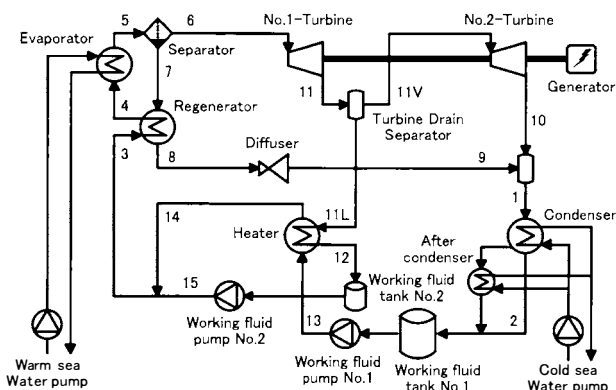 No.1-Turbine
No.2-Turbine
5
6
Evaporator
Separator
7
11
11V
Generator
4
Regenerator
Turbine Drain
Separator
10
3
Diffuser
8
9
1
14
11L
Condenser
Heater
12
After
condenser
15
Working fluid
tank No.2
13
2
Working fluid
pump No.2
Warm sea
Water pump
Working fluid
pump No.1
Working fluid
tank No.1
Cold sea
Water pump